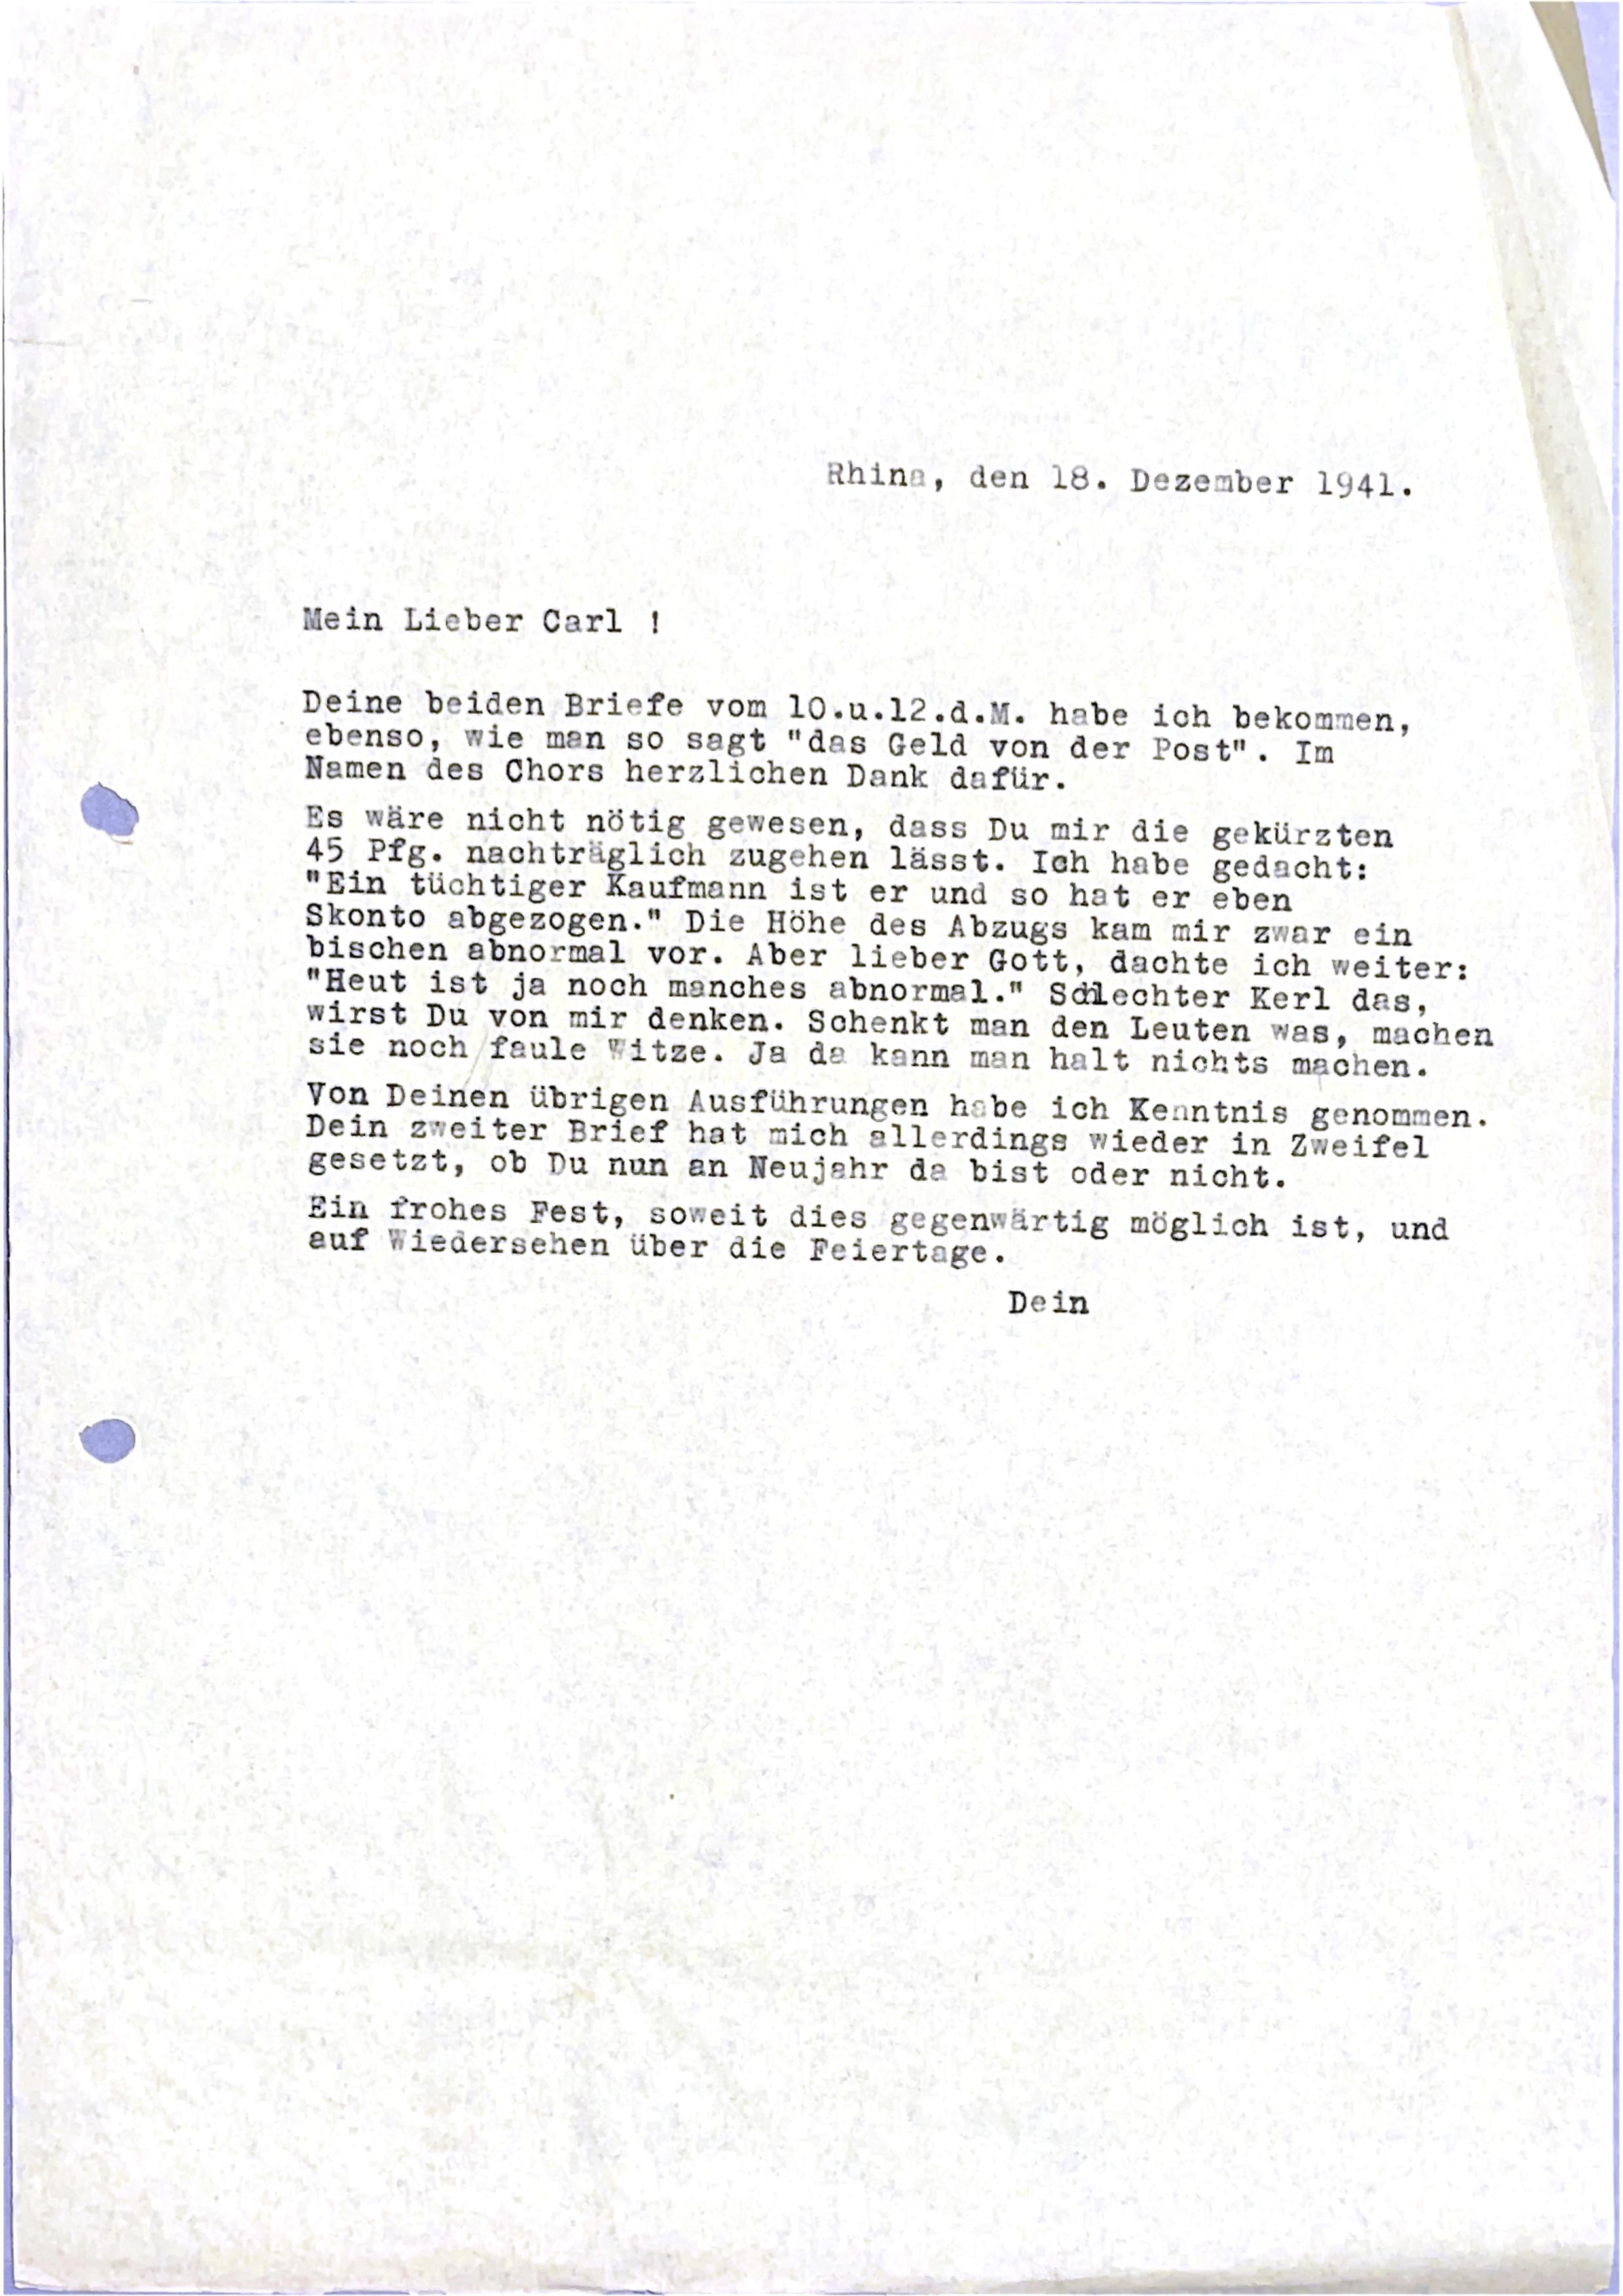 Rhina, den 18. Dezember 1941.
Mein Lieber Carl !
Deine beiden Briefe vom 10.u.12.d.M. habe ich bekommen,
ebenso, wie man so sagt "das Geld von der Post". Im
Namen des Chors herzlichen Dank dafür.
Es wäre nicht nötig gewesen, dass Du mir die gekürzten
45 Pfg. nachträglich zugehen lässt. Ich habe gedacht:
"Ein tüchtiger Kaufmann ist er und so hat er eben
Skonto abgezogen." Die Höhe des Abzugs kam mir zwar ein
bischen abnormal vor. Aber lieber Gott, dachte ich weiter:
"Heut ist ja noch manches abnormal." Schlechter Kerl das,
wirst Du von mir denken. Schenkt man den Leuten was, machen
sie noch faule Witze. Ja da kann man halt nichts machen.
Von Deinen übrigen Ausführungen habe ich Kenntnis genommen.
Dein zweiter Brief hat mich allerdings wieder in Zweifel
gesetzt, ob Du nun an Neujahr da bist oder nicht.
Ein frohes Fest, soweit dies gegenwärtig möglich ist, und
auf Wiedersehen über die Feiertage.
Dein